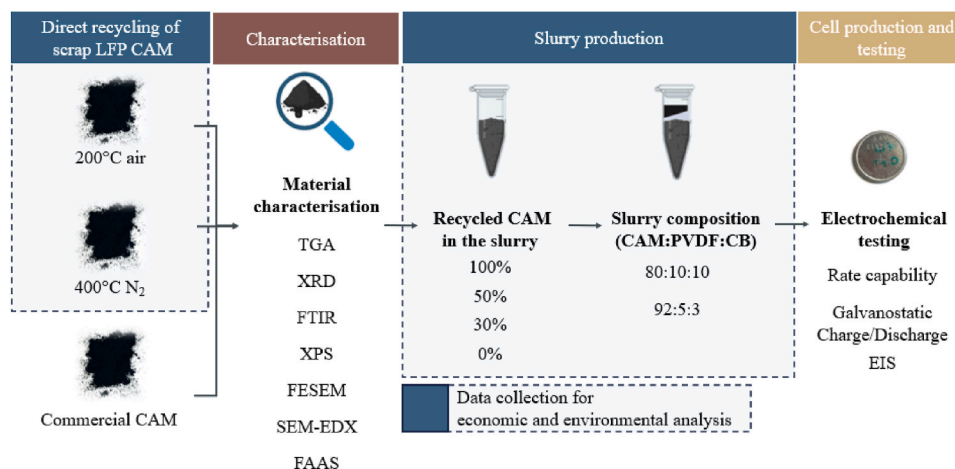 Direct recycling of
scrap LFP CAM
Characterisation
Slurry production
Cell production and
testing
200°C air
400°C N₂
Commercial CAM
Material
characterisation
TGA
XRD
FTIR
XPS
FESEM
SEM-EDX
FAAS
Recycled CAM
in the slurry
100%
50%
30%
0%
Slurry composition
(CAM:PVDF:CB)
80:10:10
92:5:3
Data collection for
economic and environmental analysis
Electrochemical
testing
Rate capability
Galvanostatic
Charge/Discharge
EIS